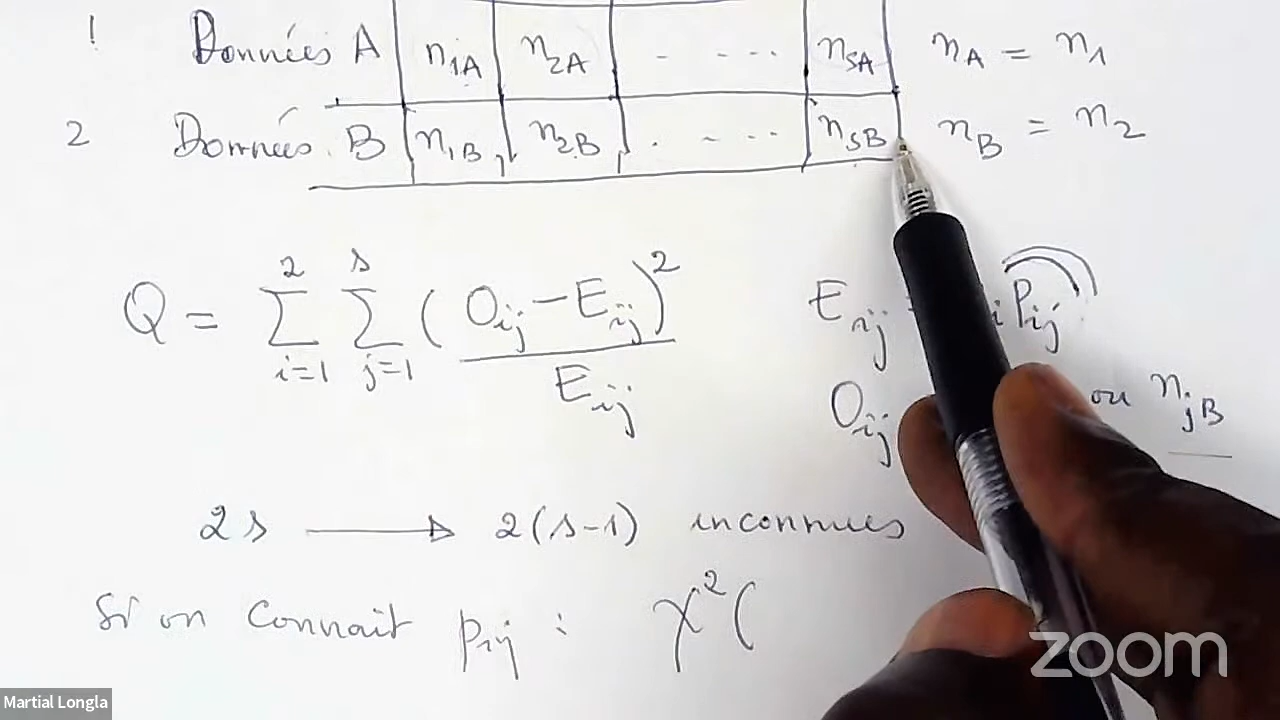 ! Données A n1A n2A - - ... nsA nA = n1
2 Données B n1B n2B . - ... nsB nB = n2
Q = Σ_{i=1}^{2} Σ_{j=1}^{s} (Oij - Eij)² / Eij Eij i Pij
Oij ou njB
2s → 2(s-1) inconnues
Si on connait pij : χ²(
zoom
Martial Longla